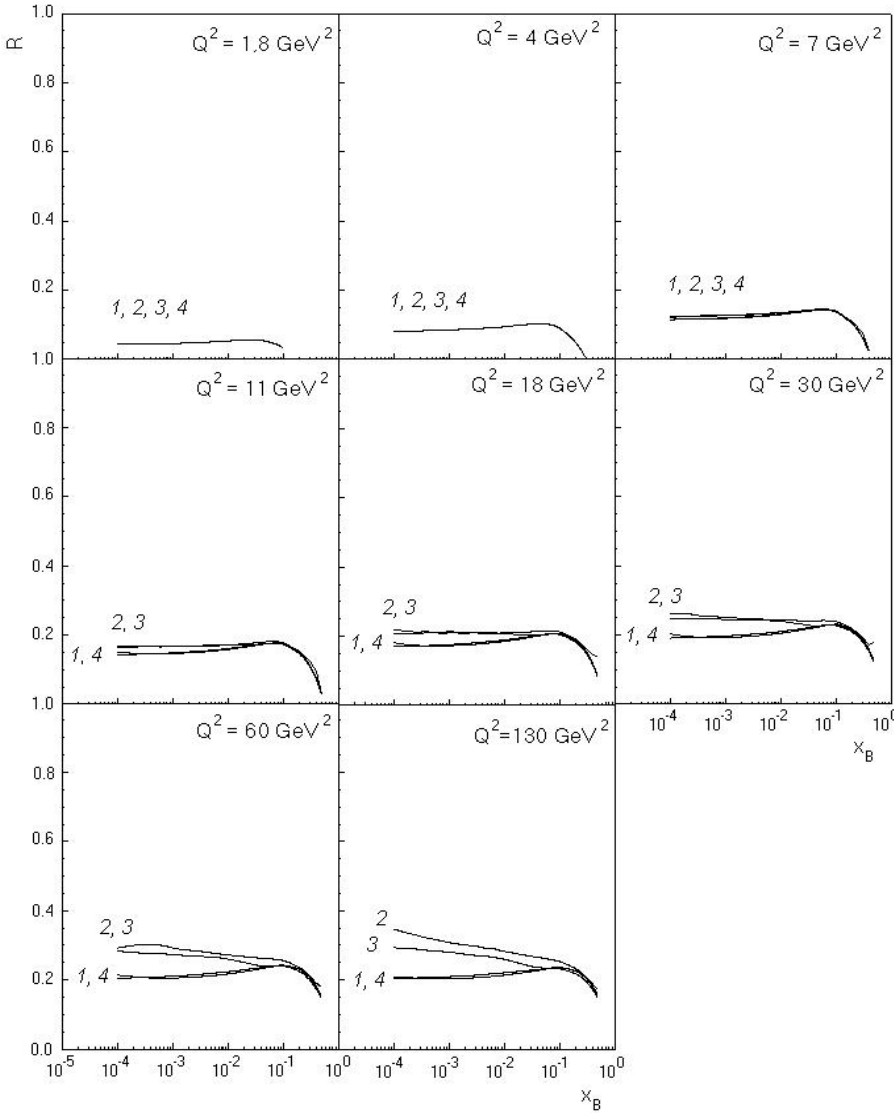 1.0
R
Q² = 1,8 GeV²
Q² = 4 GeV²
Q² = 7 GeV²
0.8
0.6
0.4
0.2
1, 2, 3, 4
1, 2, 3, 4
1, 2, 3, 4
1.0
Q² = 11 GeV²
Q² = 18 GeV²
Q² = 30 GeV²
0.8
0.6
0.4
0.2
2, 3
1, 4
2, 3
1, 4
2, 3
1, 4
1.0
Q² = 60 GeV²
Q²=130 GeV²
10⁻⁴ 10⁻³ 10⁻² 10⁻¹ 10⁰
x_B
0.8
0.6
0.4
0.2
0.0
2, 3
1, 4
2
3
1, 4
10⁻⁵ 10⁻⁴ 10⁻³ 10⁻² 10⁻¹ 10⁰ 10⁻⁴ 10⁻³ 10⁻² 10⁻¹ 10⁰
x_B